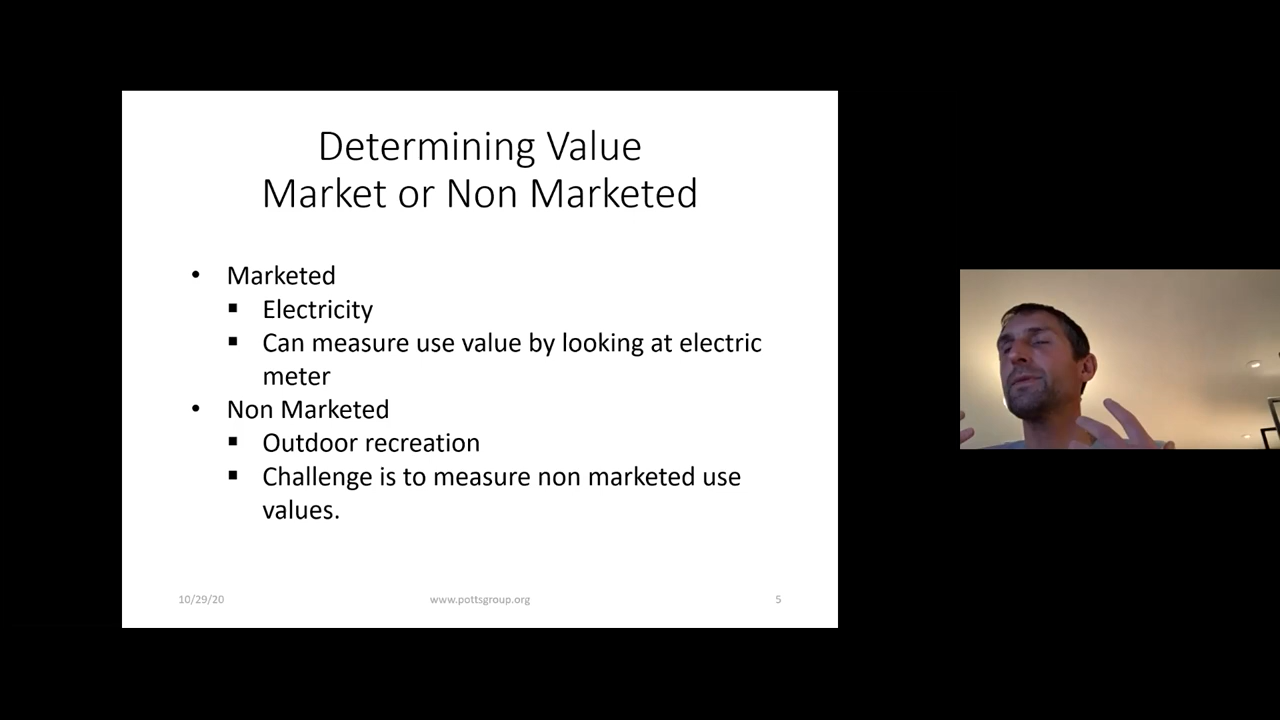 Determining Value
Market or Non Marketed
• Marketed
▪ Electricity
▪ Can measure use value by looking at electric
meter
• Non Marketed
▪ Outdoor recreation
▪ Challenge is to measure non marketed use
values.
10/29/20
www.pottsgroup.org
5